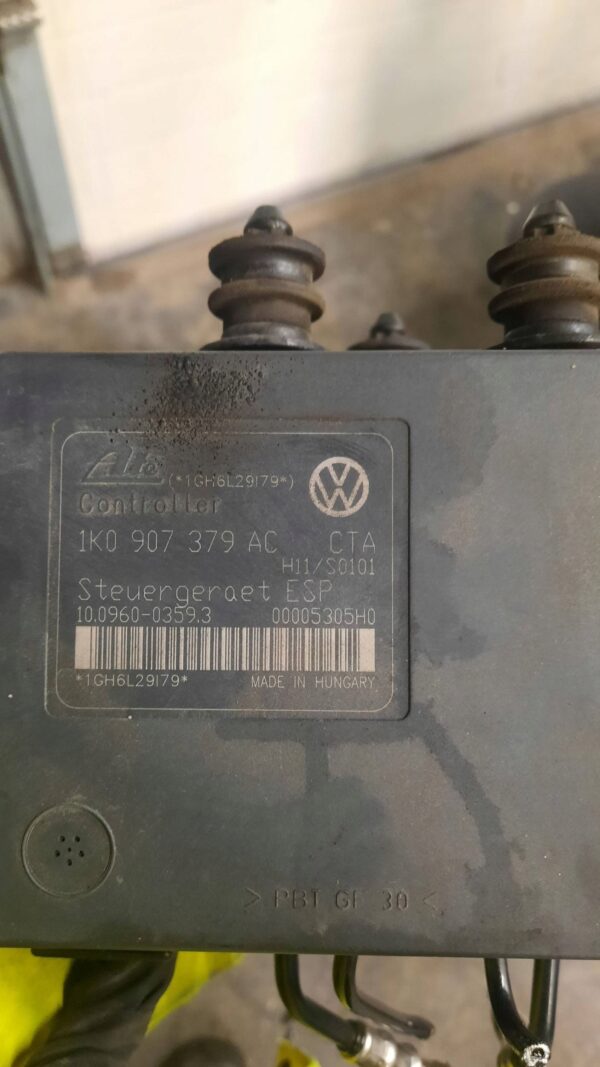 Ate (*1GH6L29I79*)
Controller
1K0 907 379 AC CTA
H11/S0101
Steuergeraet ESP
10.0960-0359.3 00005305H0
*1GH6L29I79* MADE IN HUNGARY
> PBT GF 30 <